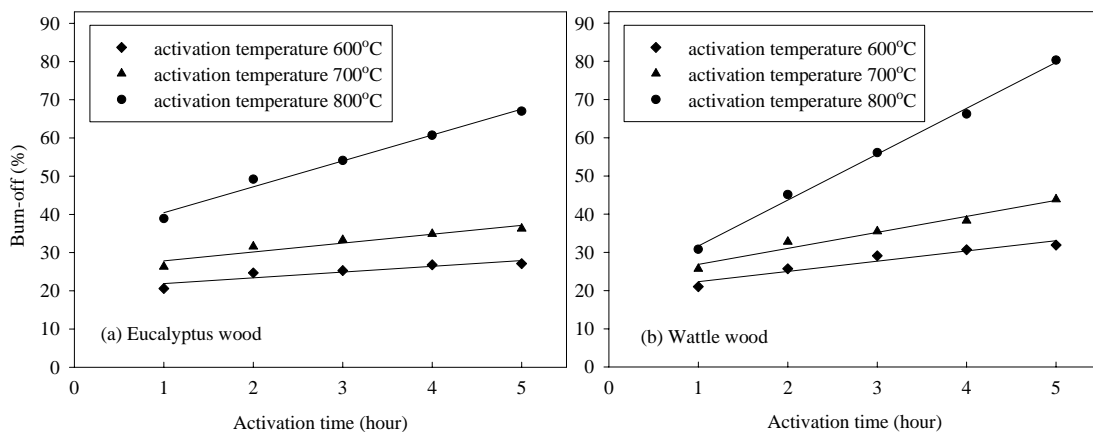 Burn-off (%)
90
80
70
60
50
40
30
20
10
0
activation temperature 600°C
activation temperature 700°C
activation temperature 800°C
(a) Eucalyptus wood
0 1 2 3 4 5
Activation time (hour)
90
80
70
60
50
40
30
20
10
0
activation temperature 600°C
activation temperature 700°C
activation temperature 800°C
(b) Wattle wood
0 1 2 3 4 5
Activation time (hour)